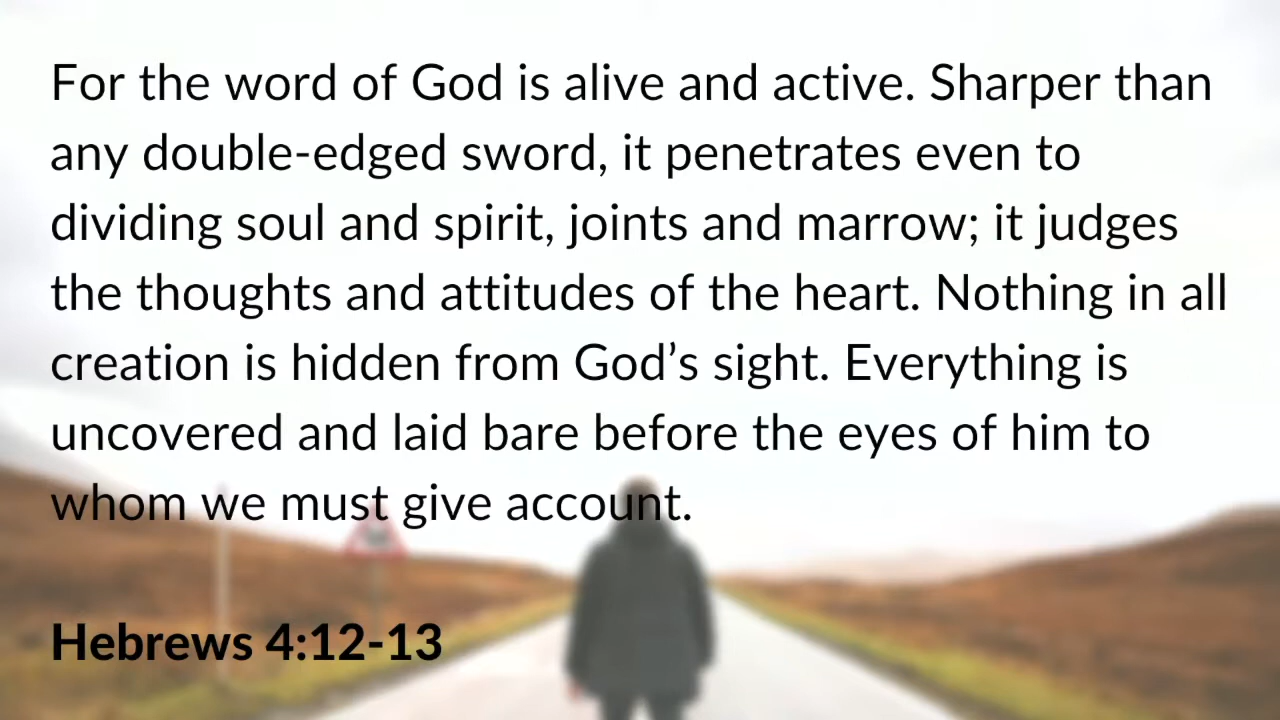 For the word of God is alive and active. Sharper than
any double-edged sword, it penetrates even to
dividing soul and spirit, joints and marrow; it judges
the thoughts and attitudes of the heart. Nothing in all
creation is hidden from God’s sight. Everything is
uncovered and laid bare before the eyes of him to
whom we must give account.
Hebrews 4:12-13